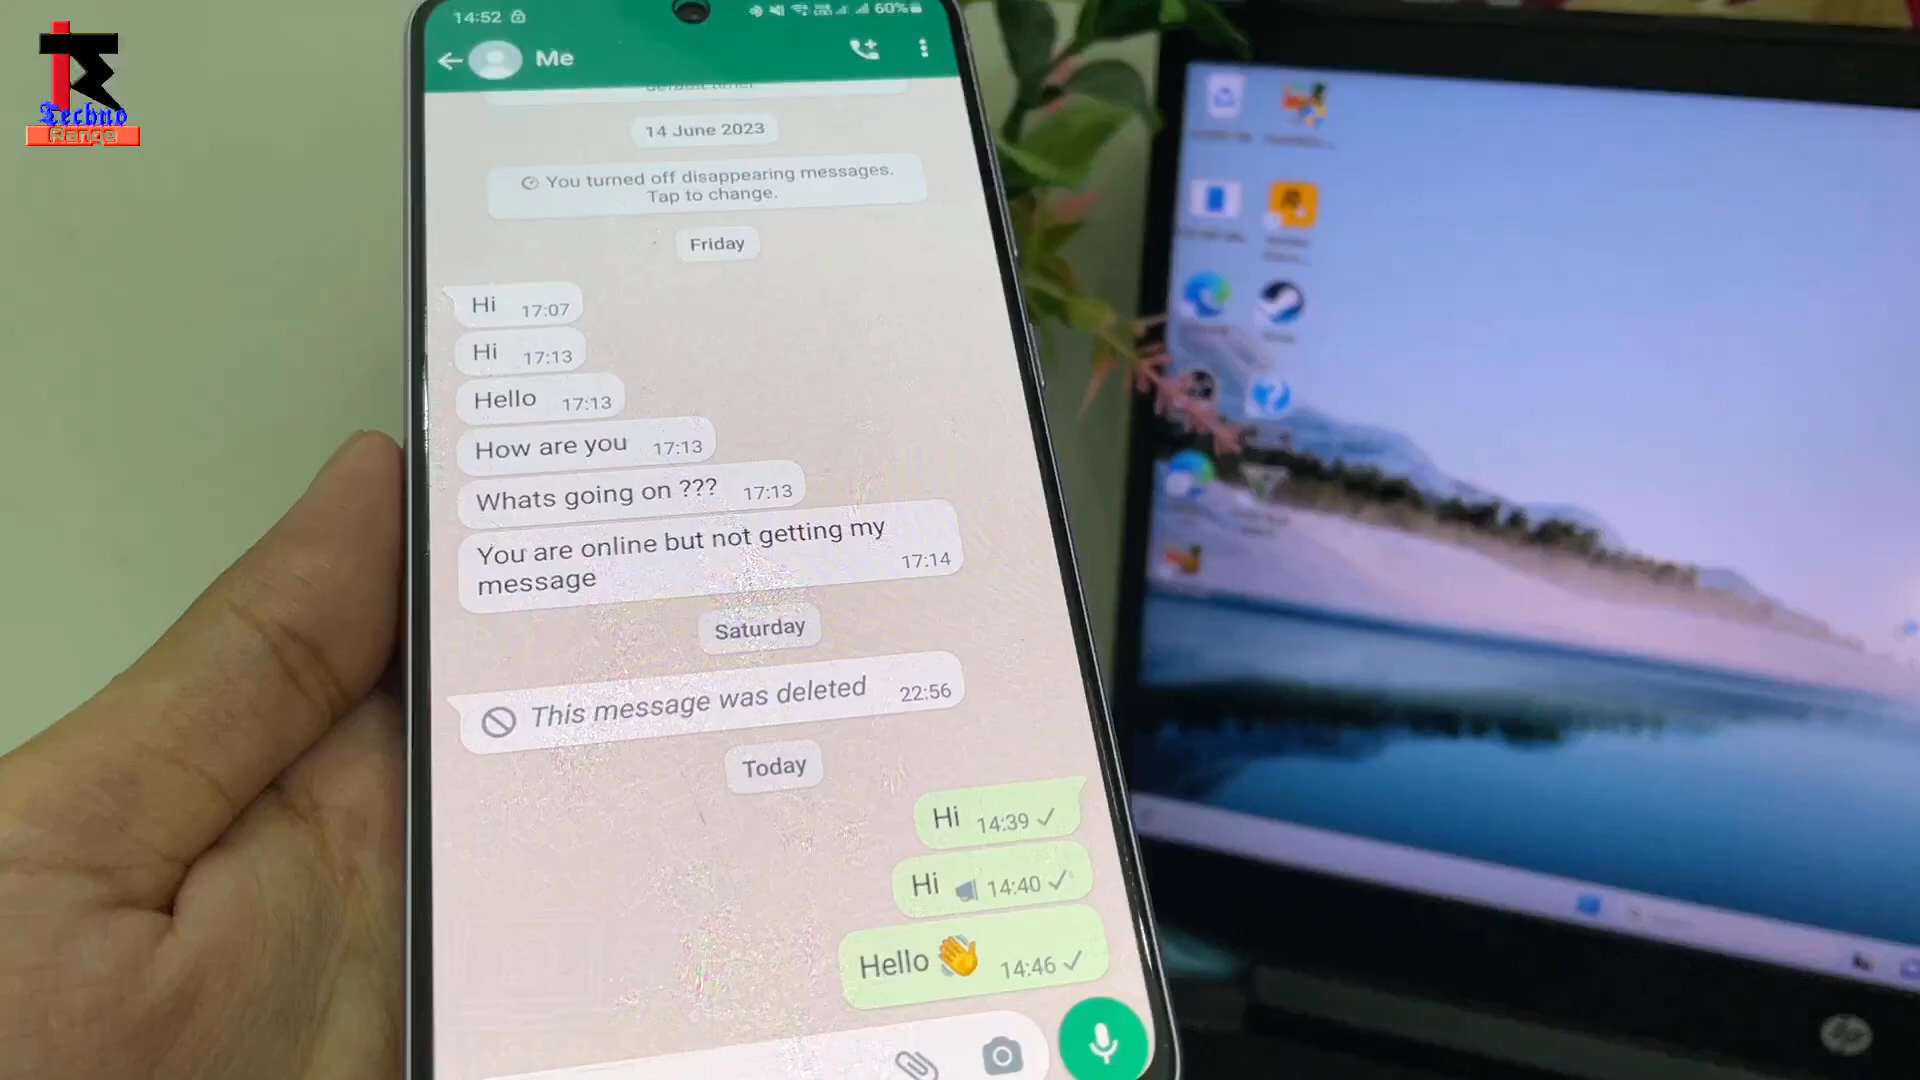 Techno
Range
14:52
60%
Me
default timer
14 June 2023
You turned off disappearing messages.
Tap to change.
Friday
Hi 17:07
Hi 17:13
Hello 17:13
How are you 17:13
Whats going on ??? 17:13
You are online but not getting my
message 17:14
Saturday
This message was deleted 22:56
Today
Hi 14:39
Hi 14:40
Hello 👋 14:46
hp